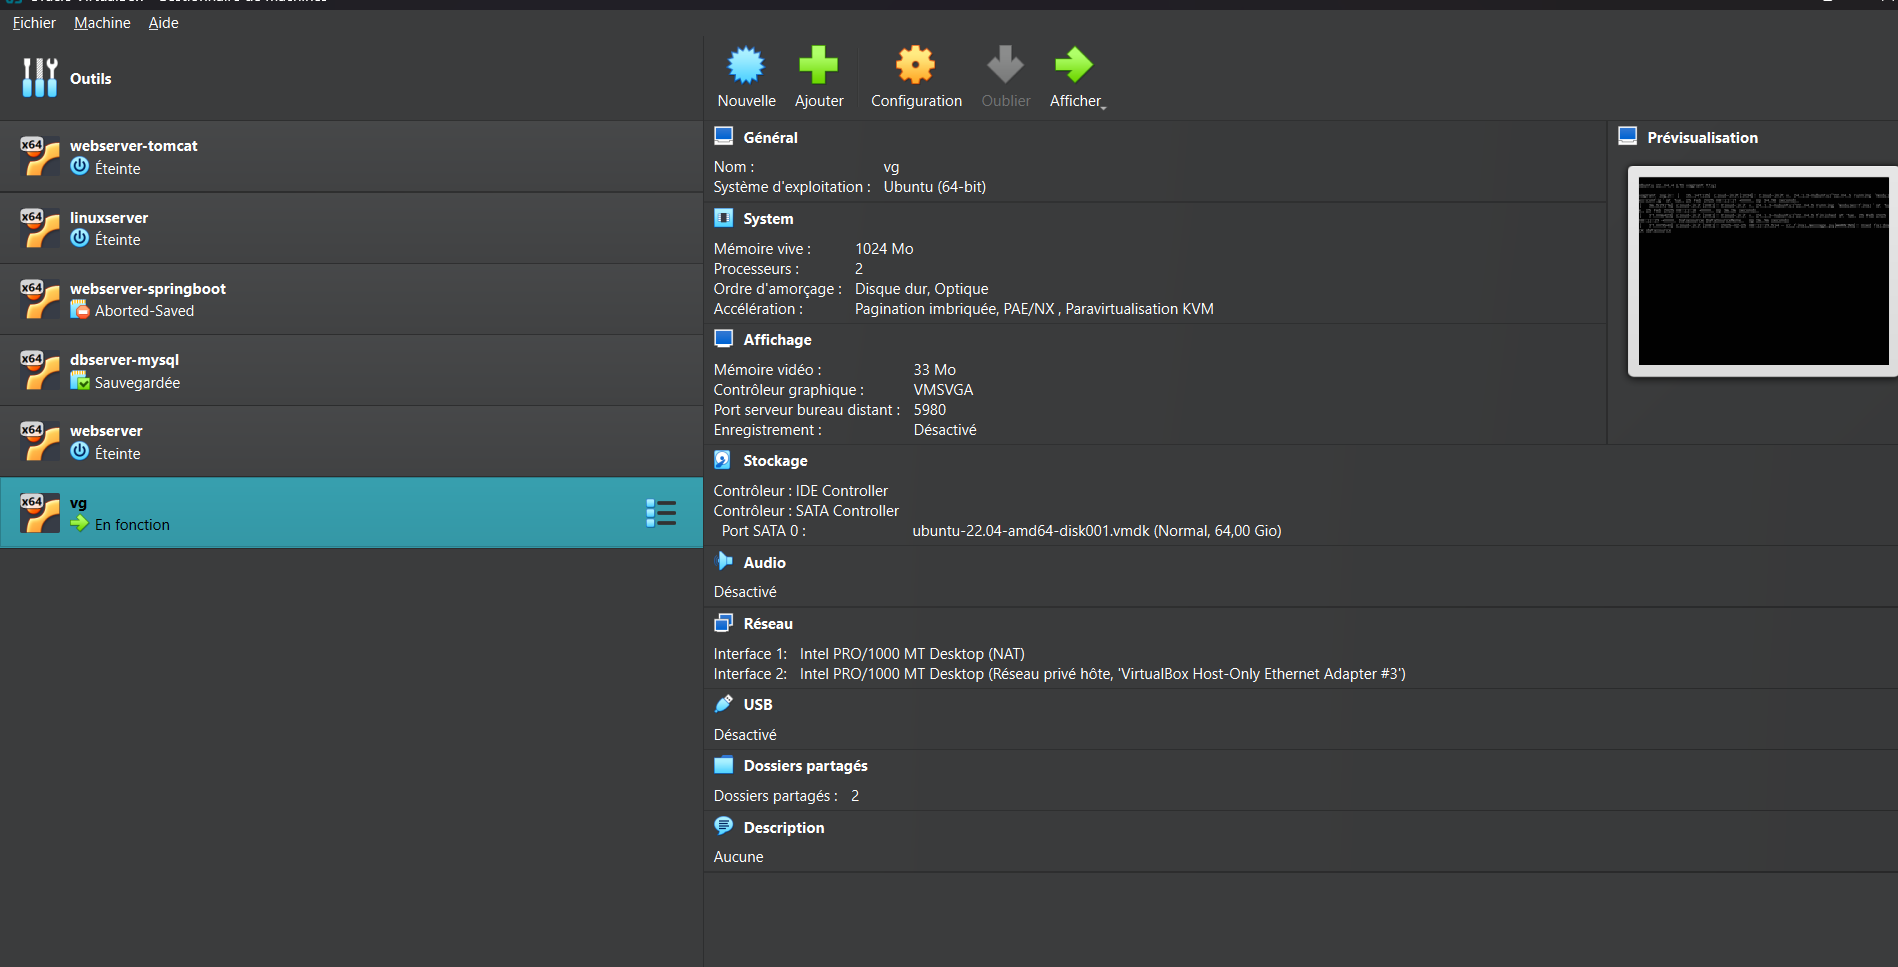 Fichier Machine Aide
Outils
Nouvelle Ajouter Configuration Oublier Afficher
x64 webserver-tomcat
Éteinte
x64 linuxserver
Éteinte
x64 webserver-springboot
Aborted-Saved
x64 dbserver-mysql
Sauvegardée
x64 webserver
Éteinte
x64 vg
En fonction
Général
Nom : vg
Système d'exploitation : Ubuntu (64-bit)
System
Mémoire vive : 1024 Mo
Processeurs : 2
Ordre d'amorçage : Disque dur, Optique
Accélération : Pagination imbriquée, PAE/NX , Paravirtualisation KVM
Affichage
Mémoire vidéo : 33 Mo
Contrôleur graphique : VMSVGA
Port serveur bureau distant : 5980
Enregistrement : Désactivé
Stockage
Contrôleur : IDE Controller
Contrôleur : SATA Controller
Port SATA 0 : ubuntu-22.04-amd64-disk001.vmdk (Normal, 64,00 Gio)
Audio
Désactivé
Réseau
Interface 1: Intel PRO/1000 MT Desktop (NAT)
Interface 2: Intel PRO/1000 MT Desktop (Réseau privé hôte, 'VirtualBox Host-Only Ethernet Adapter #3')
USB
Désactivé
Dossiers partagés
Dossiers partagés : 2
Description
Aucune
Prévisualisation